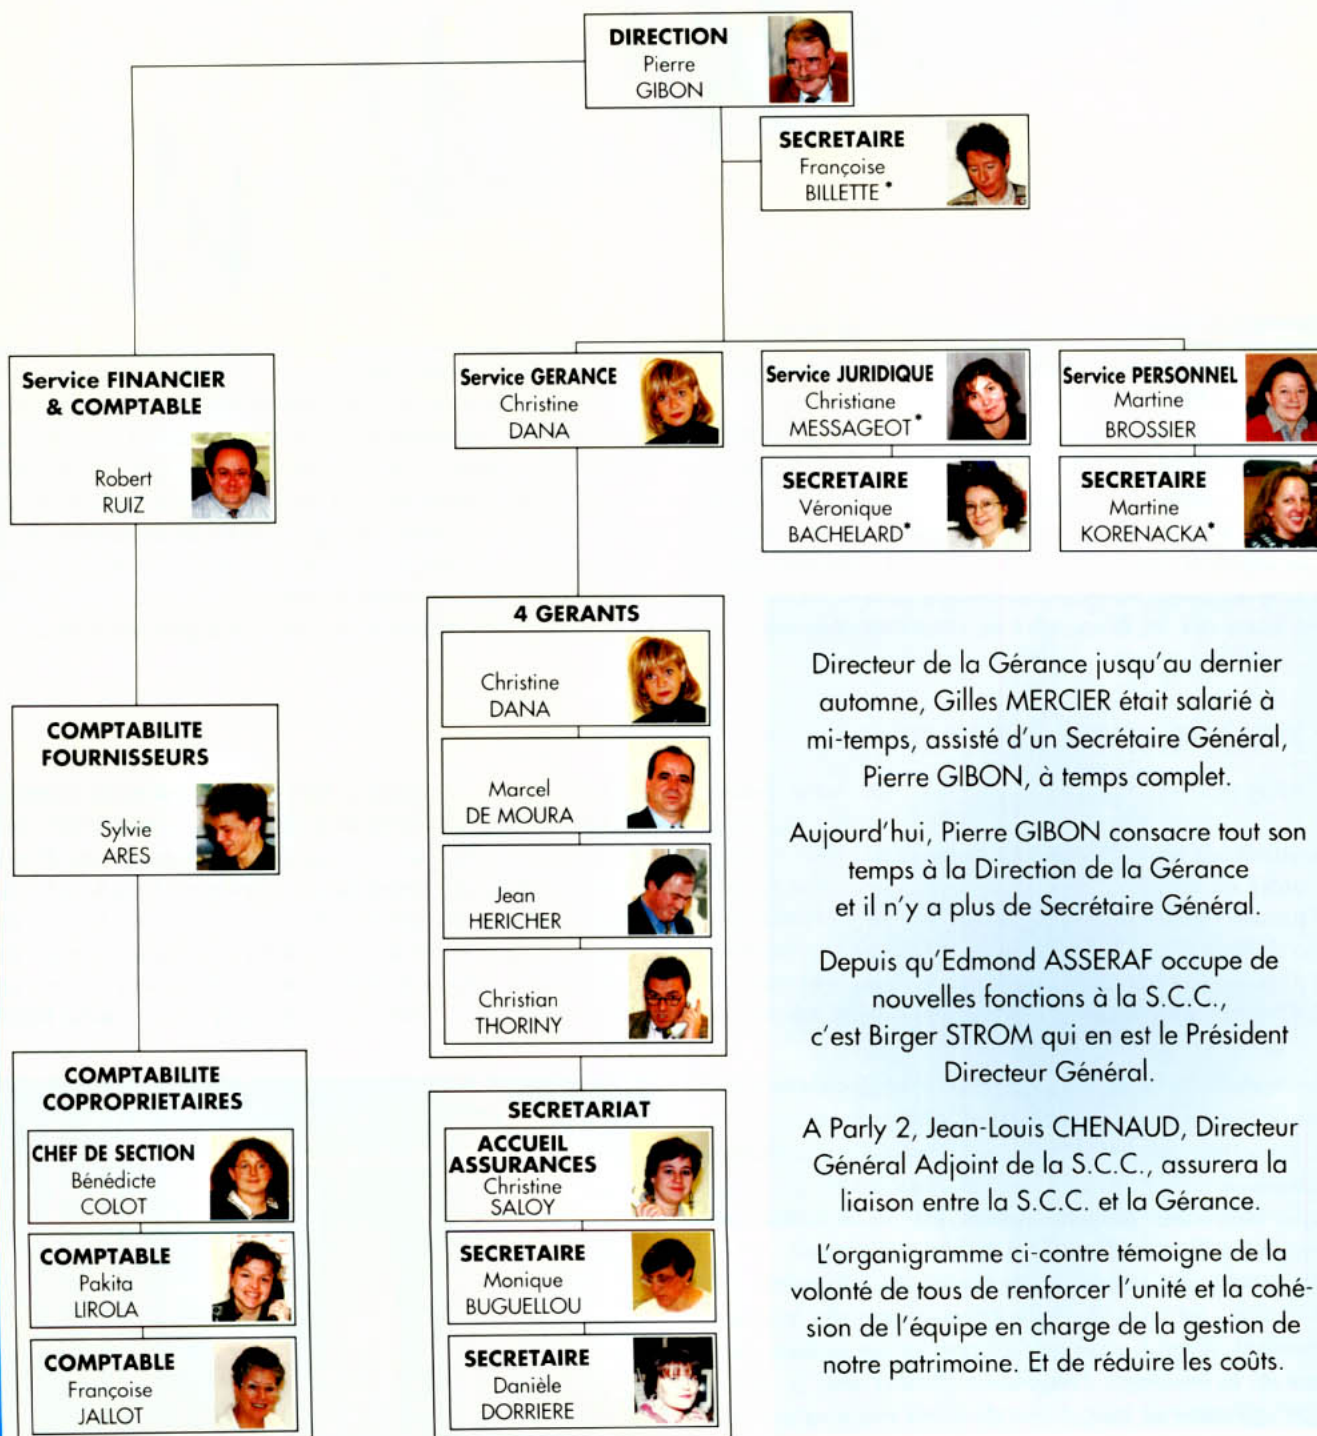 DIRECTION
Pierre
GIBON
SECRETAIRE
Françoise
BILLETTE *
Service FINANCIER
& COMPTABLE
Robert
RUIZ
Service GERANCE
Christine
DANA
Service JURIDIQUE
Christiane
MESSAGEOT *
Service PERSONNEL
Martine
BROSSIER
SECRETAIRE
Véronique
BACHELARD*
SECRETAIRE
Martine
KORENACKA*
COMPTABILITE
FOURNISSEURS
Sylvie
ARES
COMPTABILITE
COPROPRIETAIRES
CHEF DE SECTION
Bénédicte
COLOT
COMPTABLE
Pakita
LIROLA
COMPTABLE
Françoise
JALLOT
4 GERANTS
Christine
DANA
Marcel
DE MOURA
Jean
HERICHER
Christian
THORINY
SECRETARIAT
ACCUEIL
ASSURANCES
Christine
SALOY
SECRETAIRE
Monique
BUGUELLOU
SECRETAIRE
Danièle
DORRIERE
Directeur de la Gérance jusqu'au dernier
automne, Gilles MERCIER était salarié à
mi-temps, assisté d'un Secrétaire Général,
Pierre GIBON, à temps complet.
Aujourd'hui, Pierre GIBON consacre tout son
temps à la Direction de la Gérance
et il n'y a plus de Secrétaire Général.
Depuis qu'Edmond ASSERAF occupe de
nouvelles fonctions à la S.C.C.,
c'est Birger STROM qui en est le Président
Directeur Général.
A Parly 2, Jean-Louis CHENAUD, Directeur
Général Adjoint de la S.C.C., assurera la
liaison entre la S.C.C. et la Gérance.
L'organigramme ci-contre témoigne de la
volonté de tous de renforcer l'unité et la cohé-
sion de l'équipe en charge de la gestion de
notre patrimoine. Et de réduire les coûts.